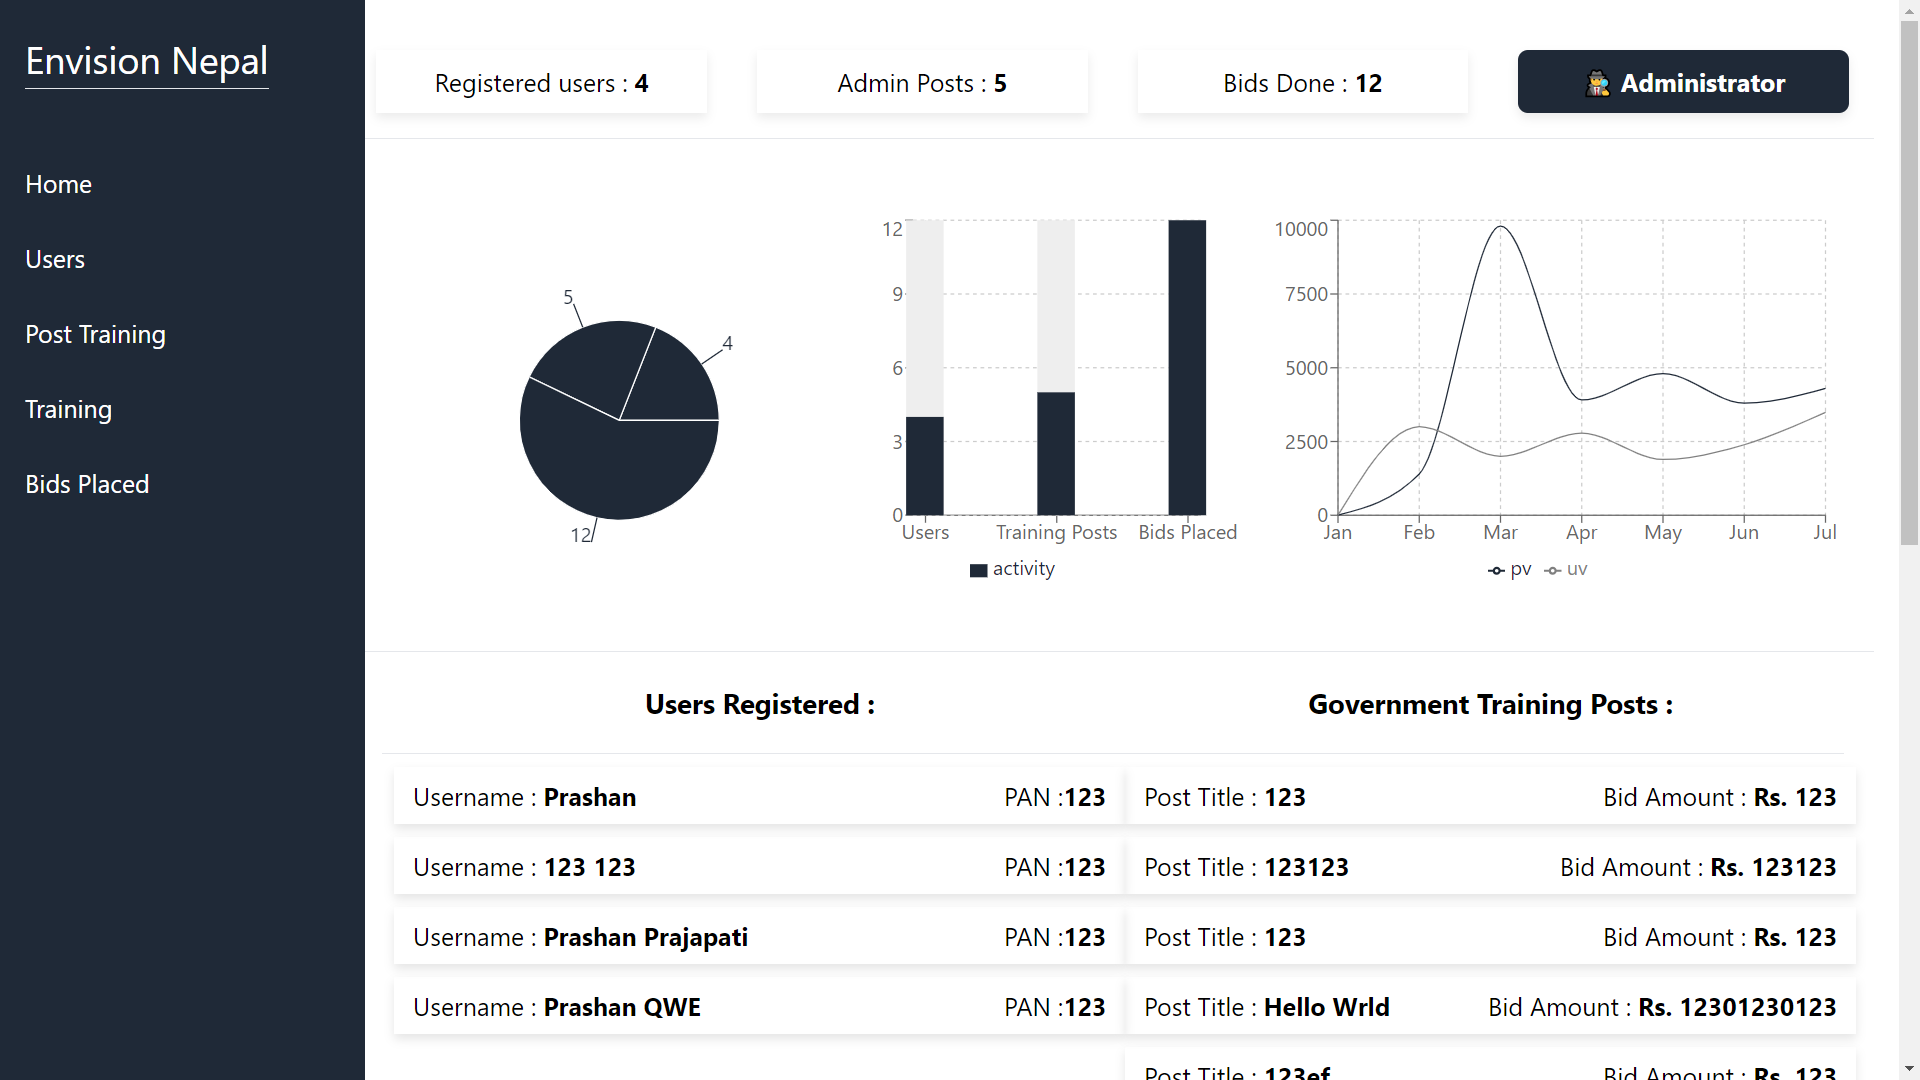 Envision Nepal
Home
Users
Post Training
Training
Bids Placed
Registered users : 4
Admin Posts : 5
Bids Done : 12
Administrator
5
4
12
12
9
6
3
0
Users
Training Posts
Bids Placed
activity
10000
7500
5000
2500
0
Jan
Feb
Mar
Apr
May
Jun
Jul
pv
uv
Users Registered :
Username : Prashan PAN :123
Username : 123 123 PAN :123
Username : Prashan Prajapati PAN :123
Username : Prashan QWE PAN :123
Government Training Posts :
Post Title : 123 Bid Amount : Rs. 123
Post Title : 123123 Bid Amount : Rs. 123123
Post Title : 123 Bid Amount : Rs. 123
Post Title : Hello Wrld Bid Amount : Rs. 12301230123
Post Title : 123ef Bid Amount : Rs. 123